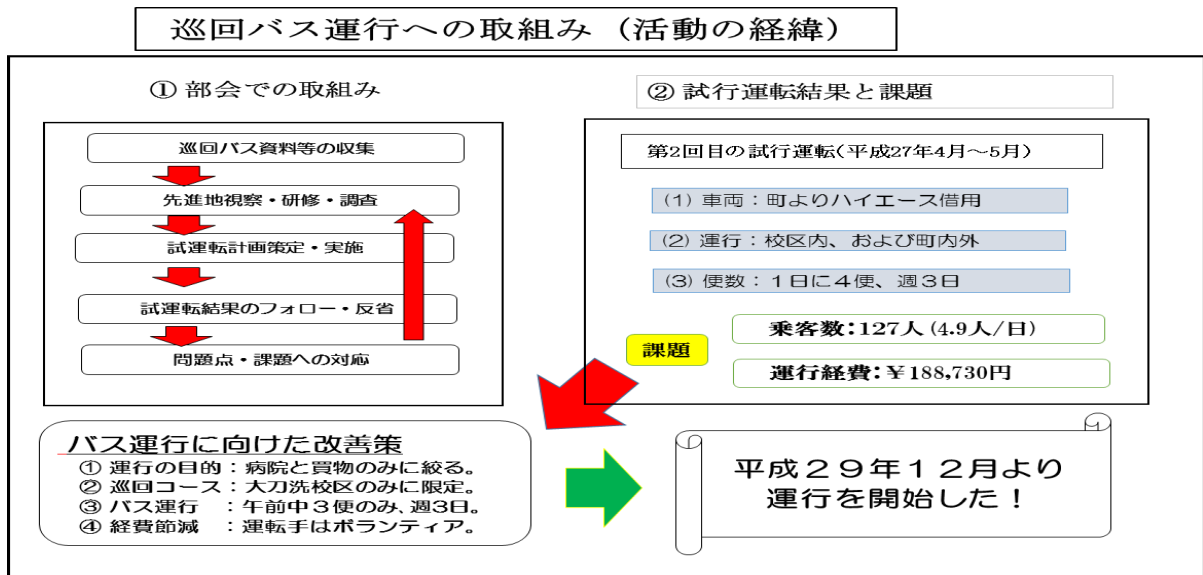 巡回バス運行への取組み（活動の経緯）
① 部会での取組み
巡回バス資料等の収集
先進地視察・研修・調査
試運転計画策定・実施
試運転結果のフォロー・反省
問題点・課題への対応
② 試行運転結果と課題
第2回目の試行運転(平成27年4月～5月)
(1) 車両：町よりハイエース借用
(2) 運行：校区内、および町内外
(3) 便数：１日に４便、週３日
課題
乗客数：127人 (4.9人/日)
運行経費：￥188,730円
バス運行に向けた改善策
① 運行の目的：病院と買物のみに絞る。
② 巡回コース：大刀洗校区のみに限定。
③ バス運行　：午前中３便のみ、週3日。
④ 経費節減　：運転手はボランティア。
平成２９年１２月より
運行を開始した！